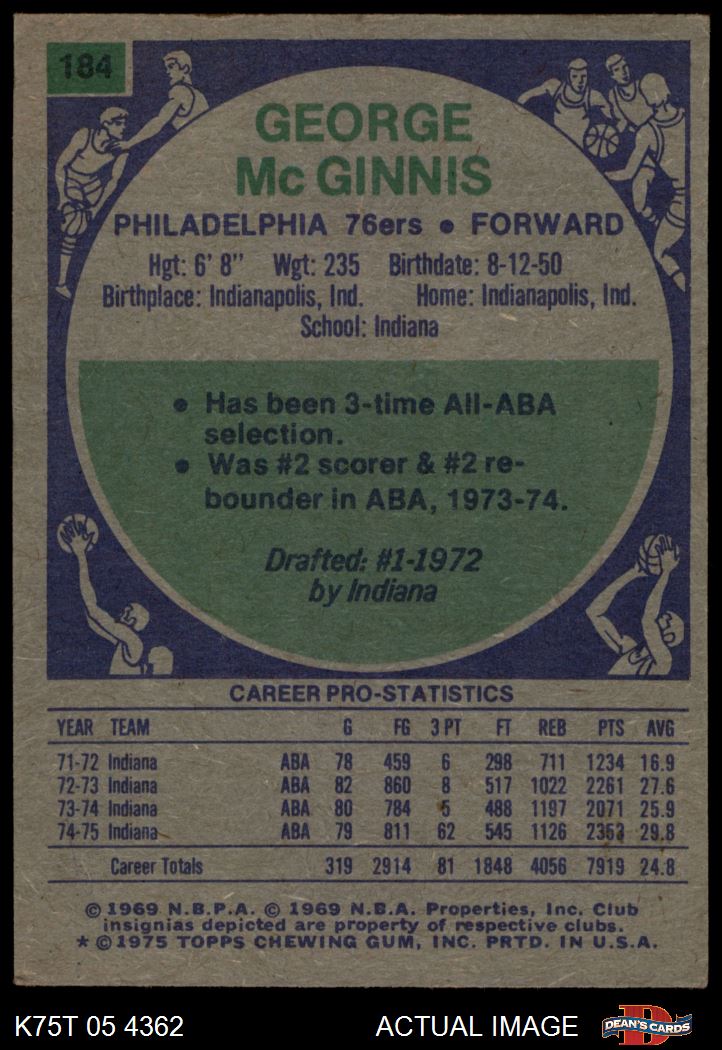 184
GEORGE
Mc GINNIS
PHILADELPHIA 76ers • FORWARD
Hgt: 6' 8" Wgt: 235 Birthdate: 8-12-50
Birthplace: Indianapolis, Ind. Home: Indianapolis, Ind.
School: Indiana
• Has been 3-time All-ABA
selection.
• Was #2 scorer & #2 re-
bounder in ABA, 1973-74.
Drafted: #1-1972
by Indiana
CAREER PRO-STATISTICS
YEAR TEAM G FG 3 PT FT REB PTS AVG
71-72 Indiana ABA 78 459 6 298 711 1234 16.9
72-73 Indiana ABA 82 860 8 517 1022 2261 27.6
73-74 Indiana ABA 80 784 5 488 1197 2071 25.9
74-75 Indiana ABA 79 811 62 545 1126 2353 29.8
Career Totals 319 2914 81 1848 4056 7919 24.8
© 1969 N.B.P.A. © 1969 N.B.A. Properties, Inc. Club
insignias depicted are property of respective clubs.
* © 1975 TOPPS CHEWING GUM, INC. PRTD. IN U.S.A.
K75T 05 4362 ACTUAL IMAGE DEAN'S CARDS